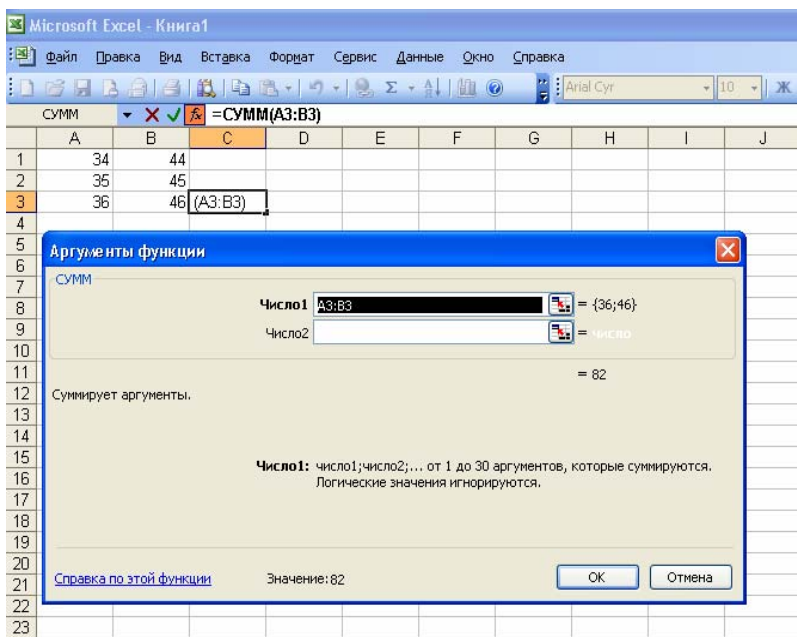 Microsoft Excel - Книга1
Файл Правка Вид Вставка Формат Сервис Данные Окно Справка
Arial Cyr 10 Ж
СУММ =СУММ(A3:B3)
A B C D E F G H I J
1 34 44
2 35 45
3 36 46 (A3:B3)
4
5
6
7
8
9
10
11
12
13
14
15
16
17
18
19
20
21
22
23
Аргументы функции
СУММ
Число1 A3:B3 = {36;46}
Число2 = число
= 82
Суммирует аргументы.
Число1: число1;число2;... от 1 до 30 аргументов, которые суммируются.
Логические значения игнорируются.
Справка по этой функции Значение:82 ОК Отмена